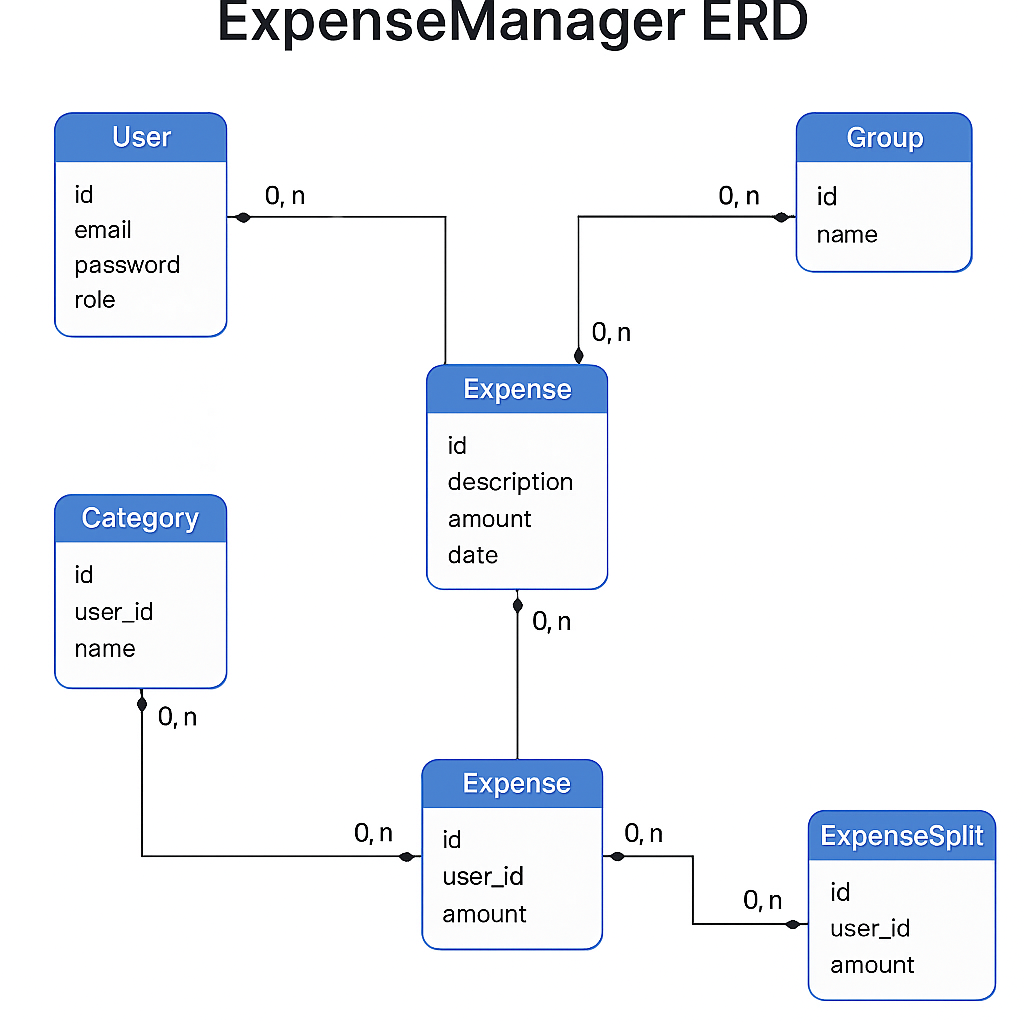 ExpenseManager ERD
User
id
email
password
role
0, n
Group
id
name
0, n
0, n
Expense
id
description
amount
date
0, n
Category
id
user_id
name
0, n
Expense
id
user_id
amount
0, n
0, n
ExpenseSplit
id
user_id
amount
0, n